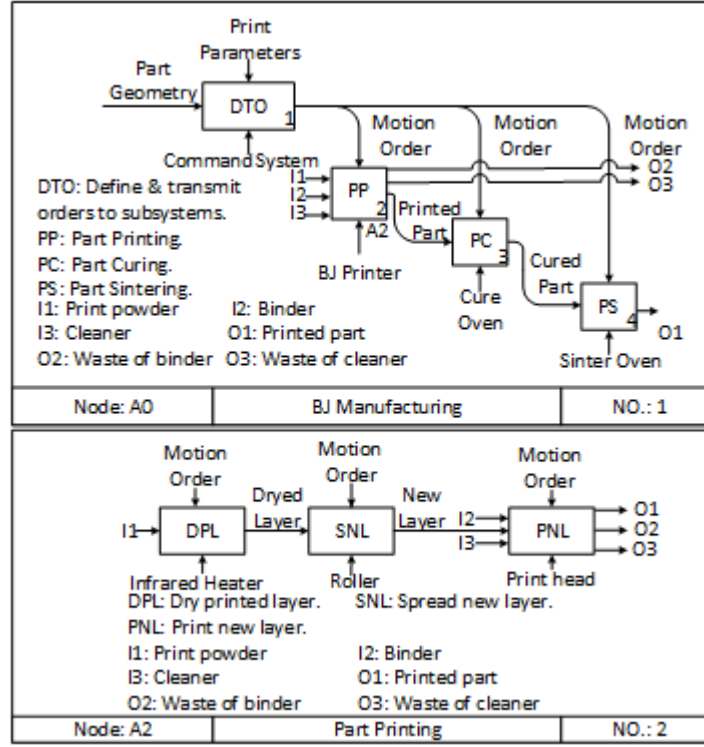 Print
Parameters
Part
Geometry
DTO
1
Command System
Motion
Order
Motion
Order
Motion
Order
I1
I2
I3
PP
2
A2
BJ Printer
O2
O3
Printed
Part
PC
3
Cure
Oven
Cured
Part
PS
4
O1
Sinter Oven
DTO: Define & transmit
orders to subsystems.
PP: Part Printing.
PC: Part Curing.
PS: Part Sintering.
I1: Print powder I2: Binder
I3: Cleaner O1: Printed part
O2: Waste of binder O3: Waste of cleaner
Node: A0 BJ Manufacturing NO.: 1
Motion
Order
Motion
Order
Motion
Order
I1
DPL
Dryed
Layer
SNL
New
Layer
I2
I3
PNL
O1
O2
O3
Infrared Heater
Roller
Print head
DPL: Dry printed layer. SNL: Spread new layer.
PNL: Print new layer.
I1: Print powder I2: Binder
I3: Cleaner O1: Printed part
O2: Waste of binder O3: Waste of cleaner
Node: A2 Part Printing NO.: 2